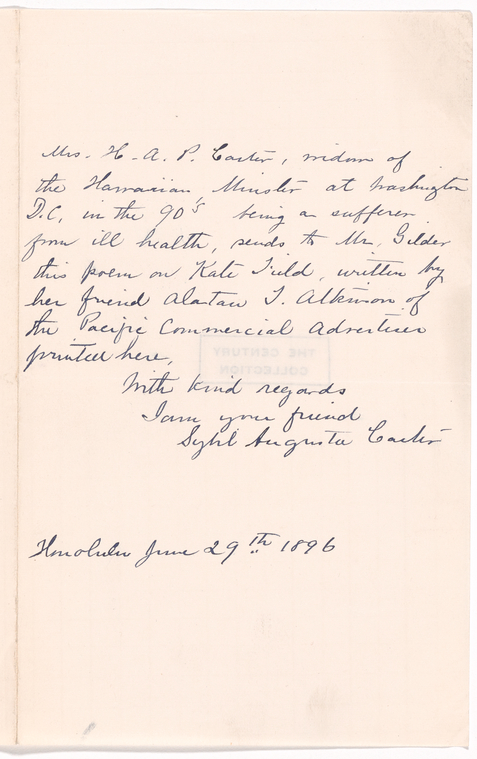 Mrs. H. A. P. Carter, widow of
the Hawaiian Minister at Washington
D.C, in the 90's being a sufferer
from ill health, sends to Mr, Gilder
this poem on Kate Field, written by
her friend Alatau T. Atkinson of
the Pacific Commercial Advertiser
printed here,
With kind regards
I am your friend
Sybil Augusta Carter
THE CENTURY
COLLECTION
Honolulu June 29th 1896